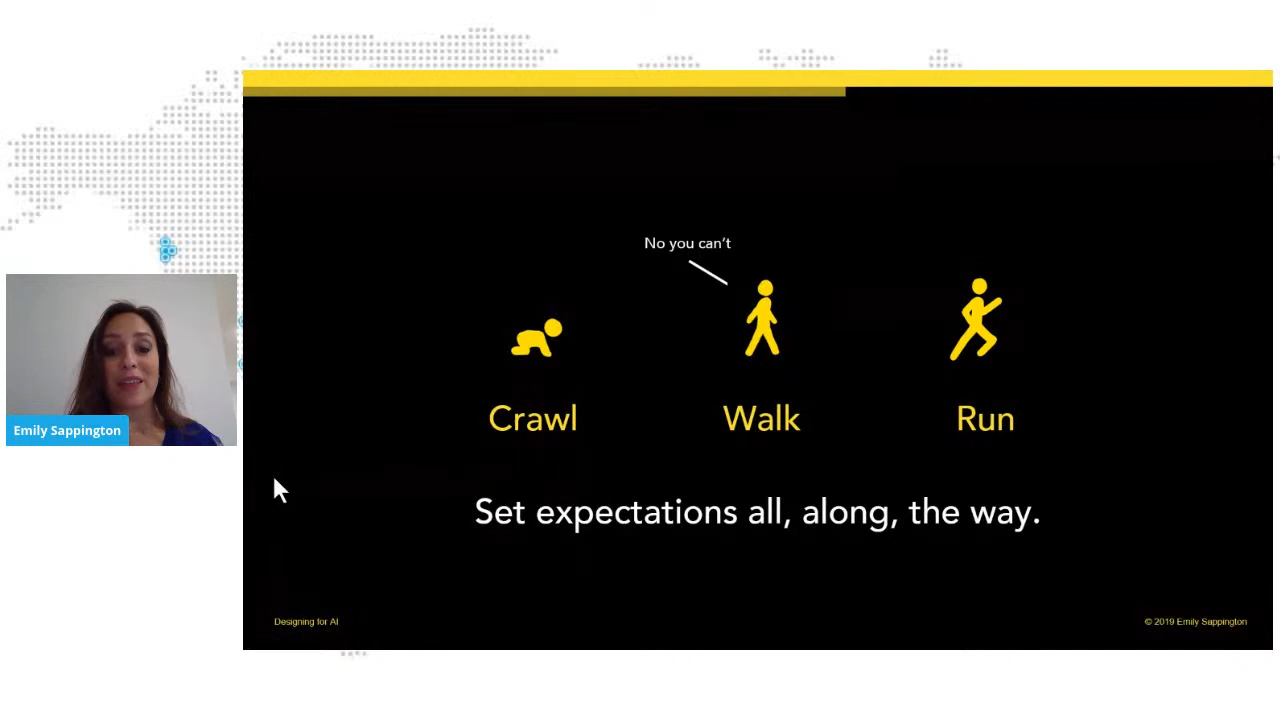 No you can't
Emily Sappington
Crawl
Walk
Run
Set expectations all, along, the way.
Designing for AI
© 2019 Emily Sappington